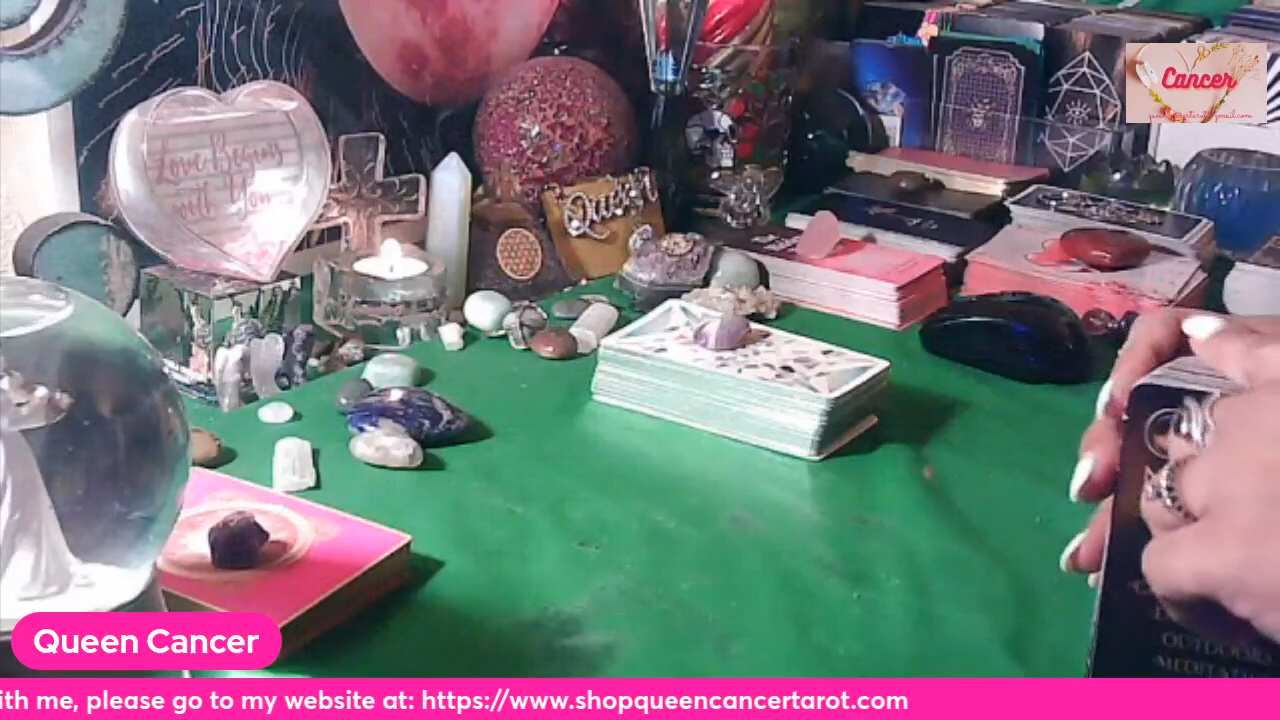 Love Begins
with You
Queen
Cancer
OUTDOORS
Queen Cancer
ith me, please go to my website at: https://www.shopqueencancertarot.com